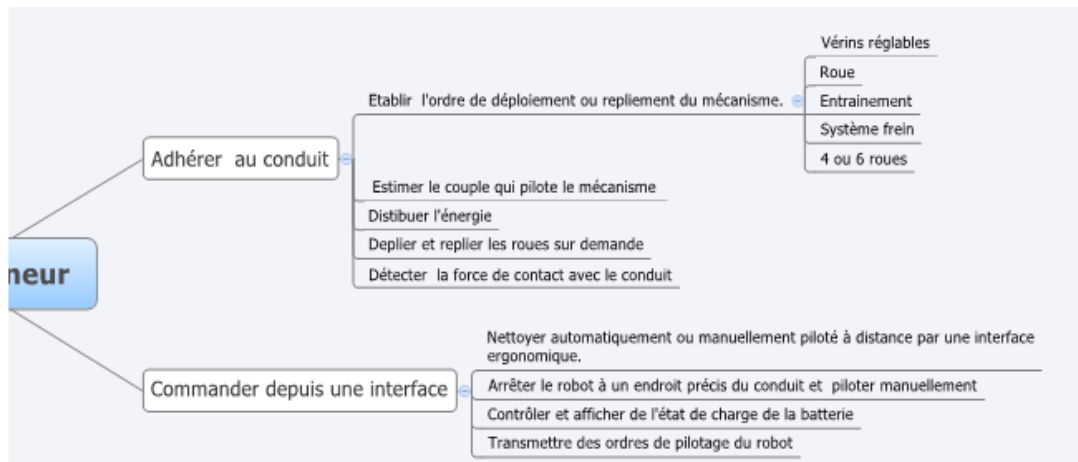 Vérins réglables
Roue
Etablir l'ordre de déploiement ou repliement du mécanisme.
Entrainement
Système frein
4 ou 6 roues
Adhérer au conduit
Estimer le couple qui pilote le mécanisme
Distibuer l'énergie
Deplier et replier les roues sur demande
Détecter la force de contact avec le conduit
neur
Nettoyer automatiquement ou manuellement piloté à distance par une interface
ergonomique.
Commander depuis une interface
Arrêter le robot à un endroit précis du conduit et piloter manuellement
Contrôler et afficher de l'état de charge de la batterie
Transmettre des ordres de pilotage du robot